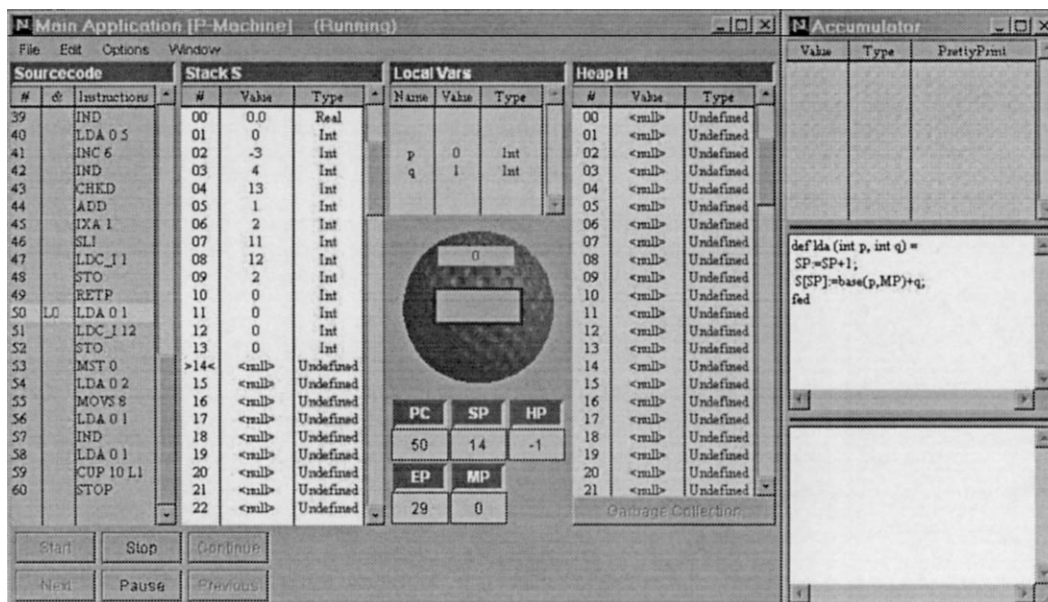 Main Application [P-Machine] (Running)
File Edit Options Window
Sourcecode
# & Instructions
39 IND
40 LDA 0 5
41 INC 6
42 IND
43 CHKD
44 ADD
45 IXA 1
46 SLI
47 LDC_I 1
48 STO
49 RETP
50 L0 LDA 0 1
51 LDC_I 12
52 STO
53 MST 0
54 LDA 0 2
55 MOVS 8
56 LDA 0 1
57 IND
58 LDA 0 1
59 CUP 10 L1
60 STOP
Stack S
# Value Type
00 0.0 Real
01 0 Int
02 -3 Int
03 4 Int
04 13 Int
05 1 Int
06 2 Int
07 11 Int
08 12 Int
09 2 Int
10 0 Int
11 0 Int
12 0 Int
13 0 Int
>14< <null> Undefined
15 <null> Undefined
16 <null> Undefined
17 <null> Undefined
18 <null> Undefined
19 <null> Undefined
20 <null> Undefined
21 <null> Undefined
22 <null> Undefined
Local Vars
Name Value Type
p 0 Int
q 1 Int
0
PC SP HP
50 14 -1
EP MP
29 0
Heap H
# Value Type
00 <null> Undefined
01 <null> Undefined
02 <null> Undefined
03 <null> Undefined
04 <null> Undefined
05 <null> Undefined
06 <null> Undefined
07 <null> Undefined
08 <null> Undefined
09 <null> Undefined
10 <null> Undefined
11 <null> Undefined
12 <null> Undefined
13 <null> Undefined
14 <null> Undefined
15 <null> Undefined
16 <null> Undefined
17 <null> Undefined
18 <null> Undefined
19 <null> Undefined
20 <null> Undefined
21 <null> Undefined
Garbage Collection
Start Stop Continue
Next Pause Previous
Accumulator
Value Type PrettyPrint
def lda (int p, int q) =
SP:=SP+1;
S[SP]:=base(p,MP)+q;
fed